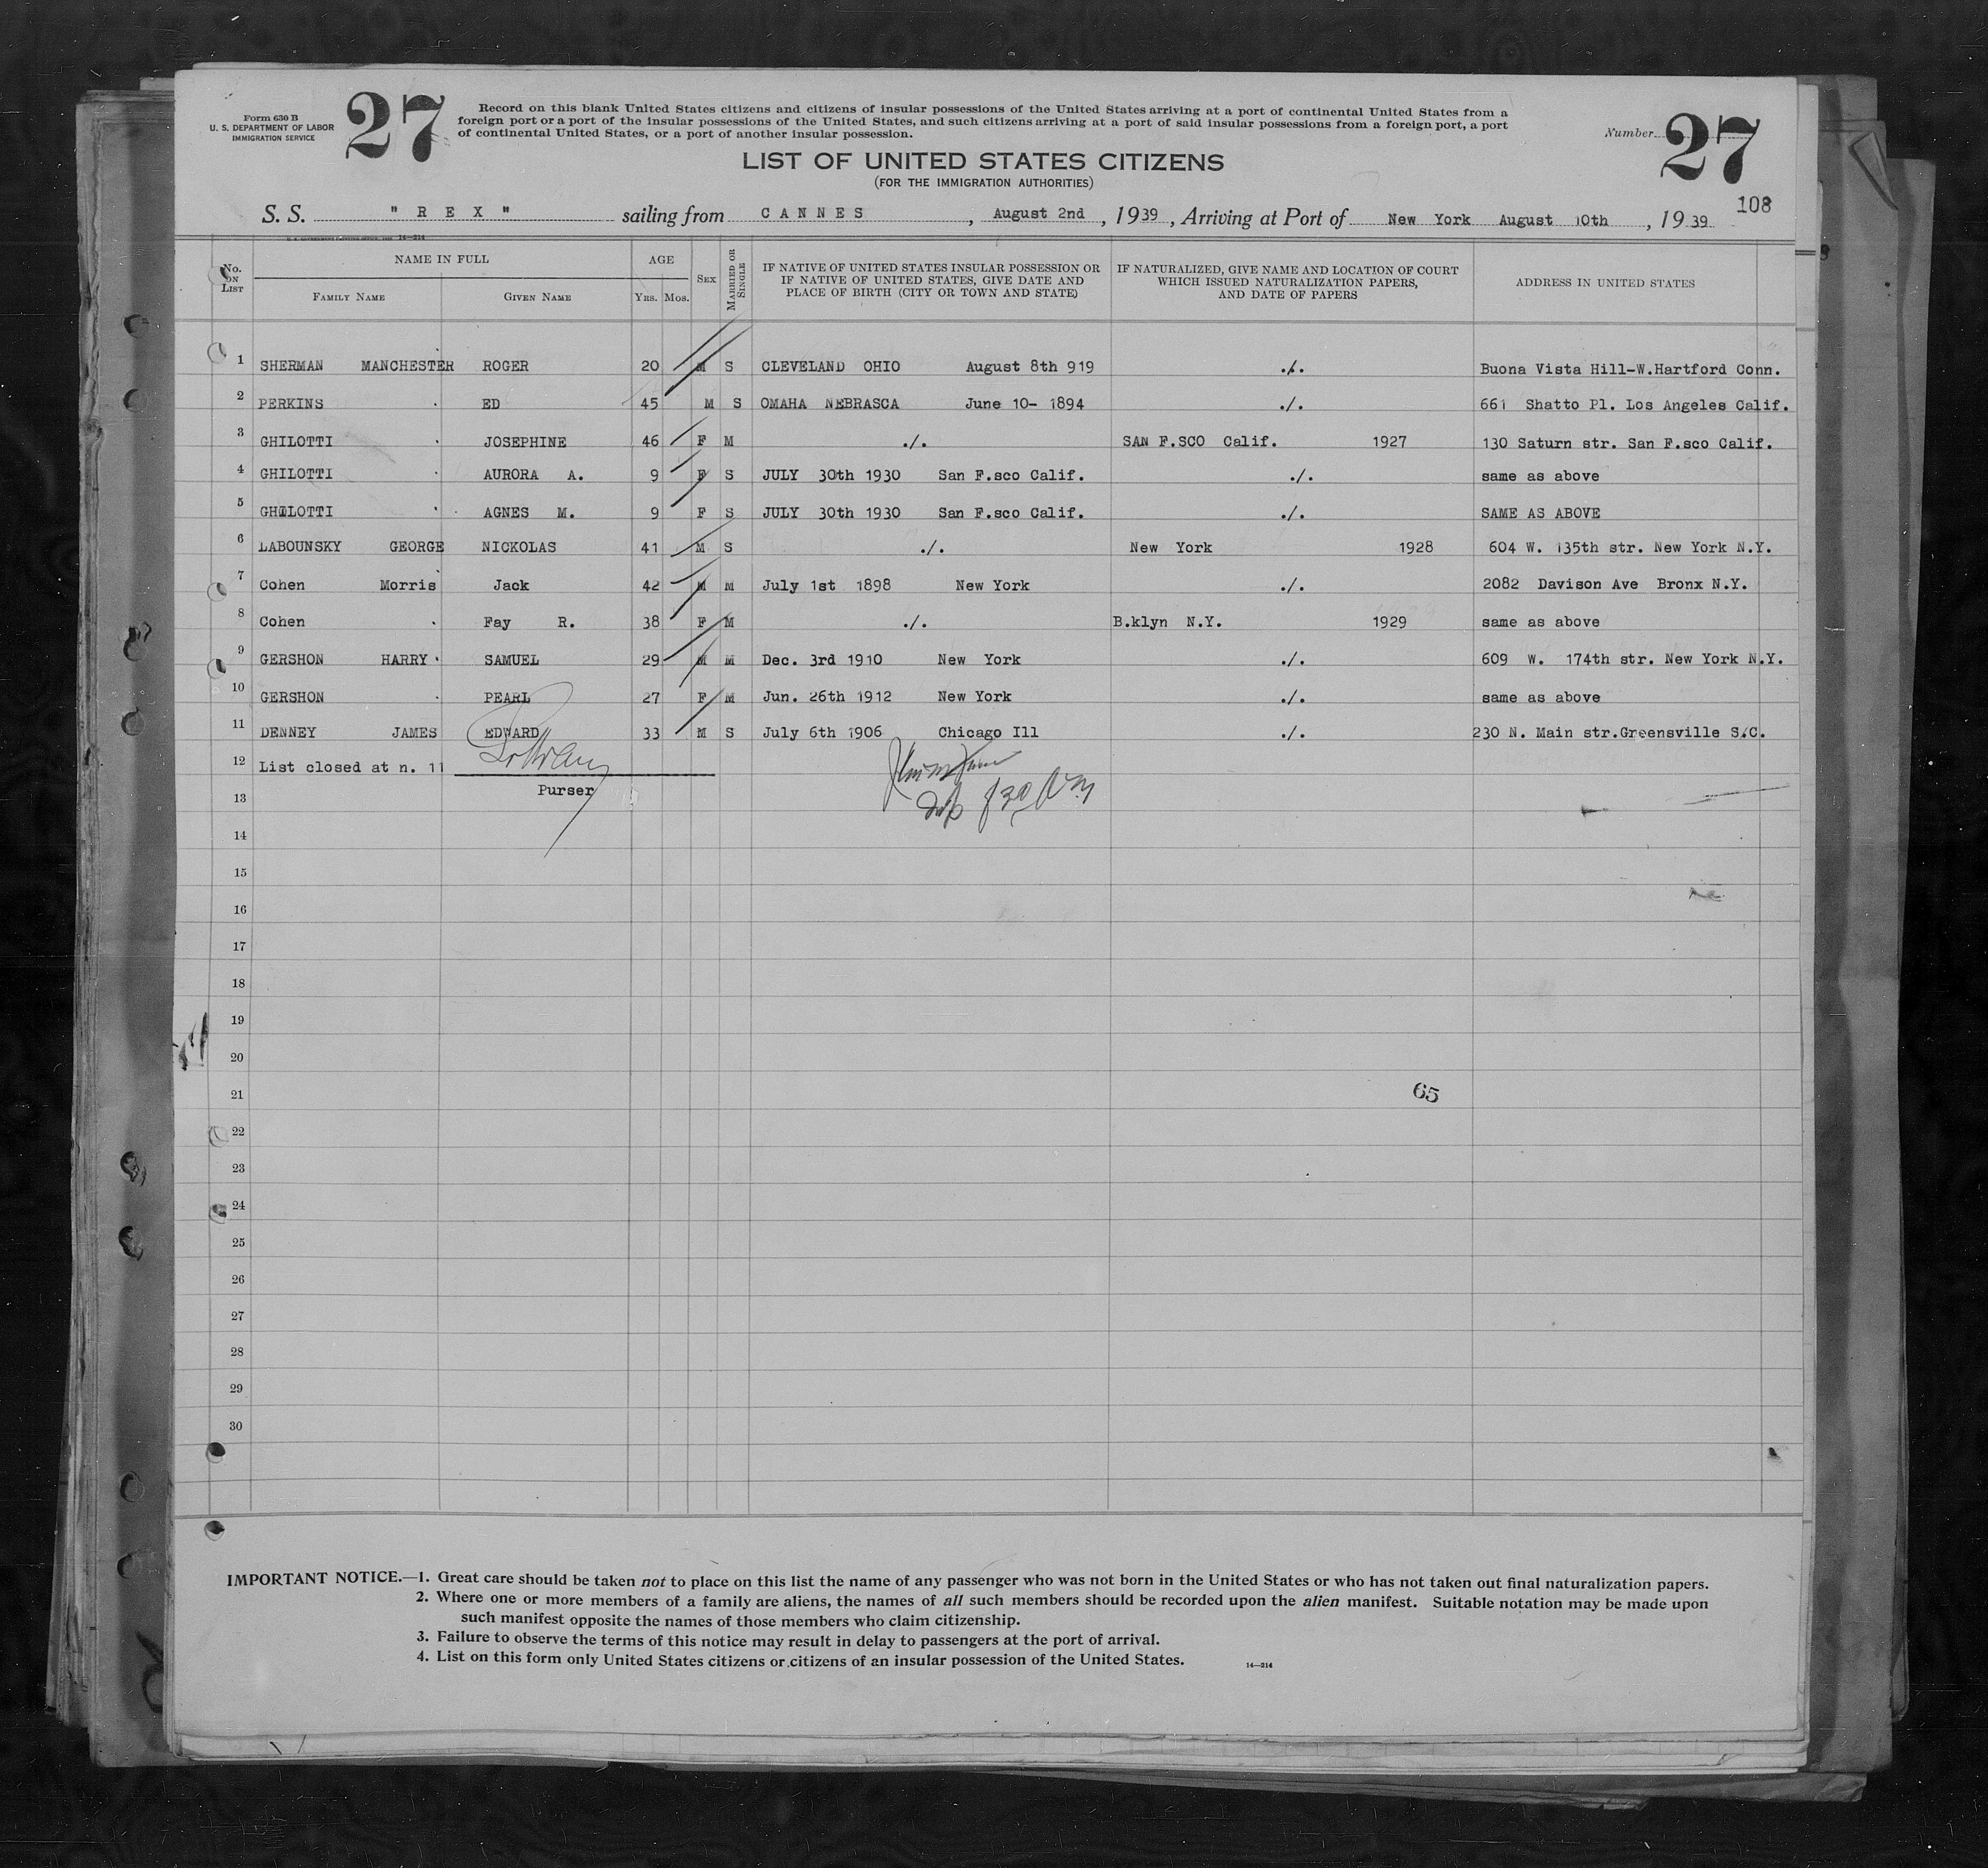 Form 630 B
U. S. DEPARTMENT OF LABOR
IMMIGRATION SERVICE
27
Record on this blank United States citizens and citizens of insular possessions of the United States arriving at a port of continental United States from a
foreign port or a port of the insular possessions of the United States, and such citizens arriving at a port of said insular possessions from a foreign port, a port
of continental United States, or a port of another insular possession.
Number 27
LIST OF UNITED STATES CITIZENS
(FOR THE IMMIGRATION AUTHORITIES)
108
S. S. " R E X " sailing from C A N N E S , August 2nd , 1939 , Arriving at Port of New York August 10th , 1939
14—214
No. ON LIST
NAME IN FULL
FAMILY NAME
GIVEN NAME
AGE
YRS. MOS.
SEX
MARRIED OR SINGLE
IF NATIVE OF UNITED STATES INSULAR POSSESSION OR
IF NATIVE OF UNITED STATES, GIVE DATE AND
PLACE OF BIRTH (CITY OR TOWN AND STATE)
IF NATURALIZED, GIVE NAME AND LOCATION OF COURT
WHICH ISSUED NATURALIZATION PAPERS,
AND DATE OF PAPERS
ADDRESS IN UNITED STATES
1 SHERMAN MANCHESTER ROGER 20 M S CLEVELAND OHIO August 8th 919 ./. Buona Vista Hill-W.Hartford Conn.
2 PERKINS ED 45 M S OMAHA NEBRASCA June 10- 1894 ./. 661 Shatto Pl. Los Angeles Calif.
3 GHILOTTI JOSEPHINE 46 F M ./. SAN F.SCO Calif. 1927 130 Saturn str. San F.sco Calif.
4 GHILOTTI AURORA A. 9 F S JULY 30th 1930 San F.sco Calif. ./. same as above
5 GHILOTTI AGNES M. 9 F S JULY 30th 1930 San F.sco Calif. ./. SAME AS ABOVE
6 LABOUNSKY GEORGE NICKOLAS 41 M S ./. New York 1928 604 W. 135th str. New York N.Y.
7 Cohen Morris Jack 42 M M July 1st 1898 New York ./. 2082 Davison Ave Bronx N.Y.
8 Cohen Fay R. 38 F M ./. B.klyn N.Y. 1929 same as above
9 GERSHON HARRY SAMUEL 29 M M Dec. 3rd 1910 New York ./. 609 W. 174th str. New York N.Y.
10 GERSHON PEARL 27 F M Jun. 26th 1912 New York ./. same as above
11 DENNEY JAMES EDWARD 33 M S July 6th 1906 Chicago Ill ./. 230 N. Main str.Greensville S.C.
12 List closed at n. 11
Purser
13
14
15
16
17
18
19
20
21
65
22
23
24
25
26
27
28
29
30
IMPORTANT NOTICE.—1. Great care should be taken not to place on this list the name of any passenger who was not born in the United States or who has not taken out final naturalization papers.
2. Where one or more members of a family are aliens, the names of all such members should be recorded upon the alien manifest. Suitable notation may be made upon
such manifest opposite the names of those members who claim citizenship.
3. Failure to observe the terms of this notice may result in delay to passengers at the port of arrival.
4. List on this form only United States citizens or citizens of an insular possession of the United States.
14—214